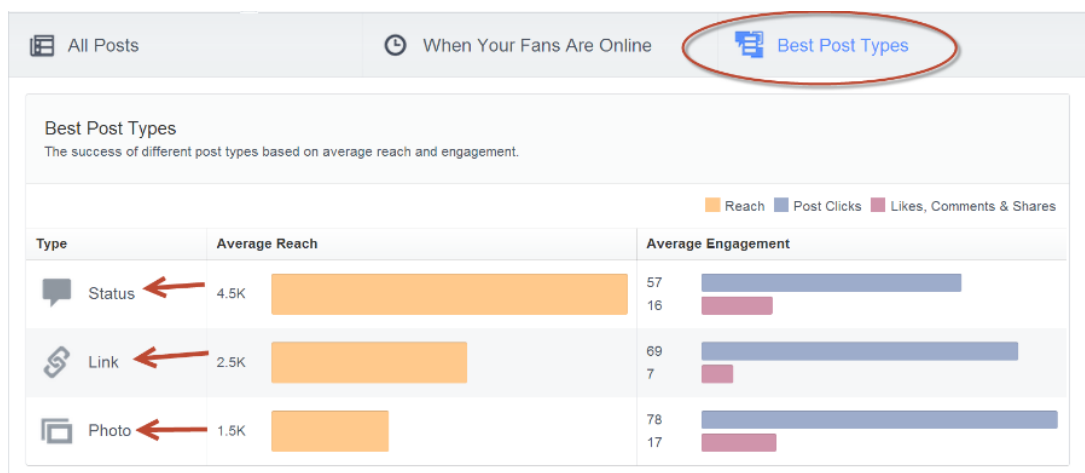 All Posts
When Your Fans Are Online
Best Post Types
Best Post Types
The success of different post types based on average reach and engagement.
Reach Post Clicks Likes, Comments & Shares
Type Average Reach Average Engagement
Status 4.5K 57
16
Link 2.5K 69
7
Photo 1.5K 78
17